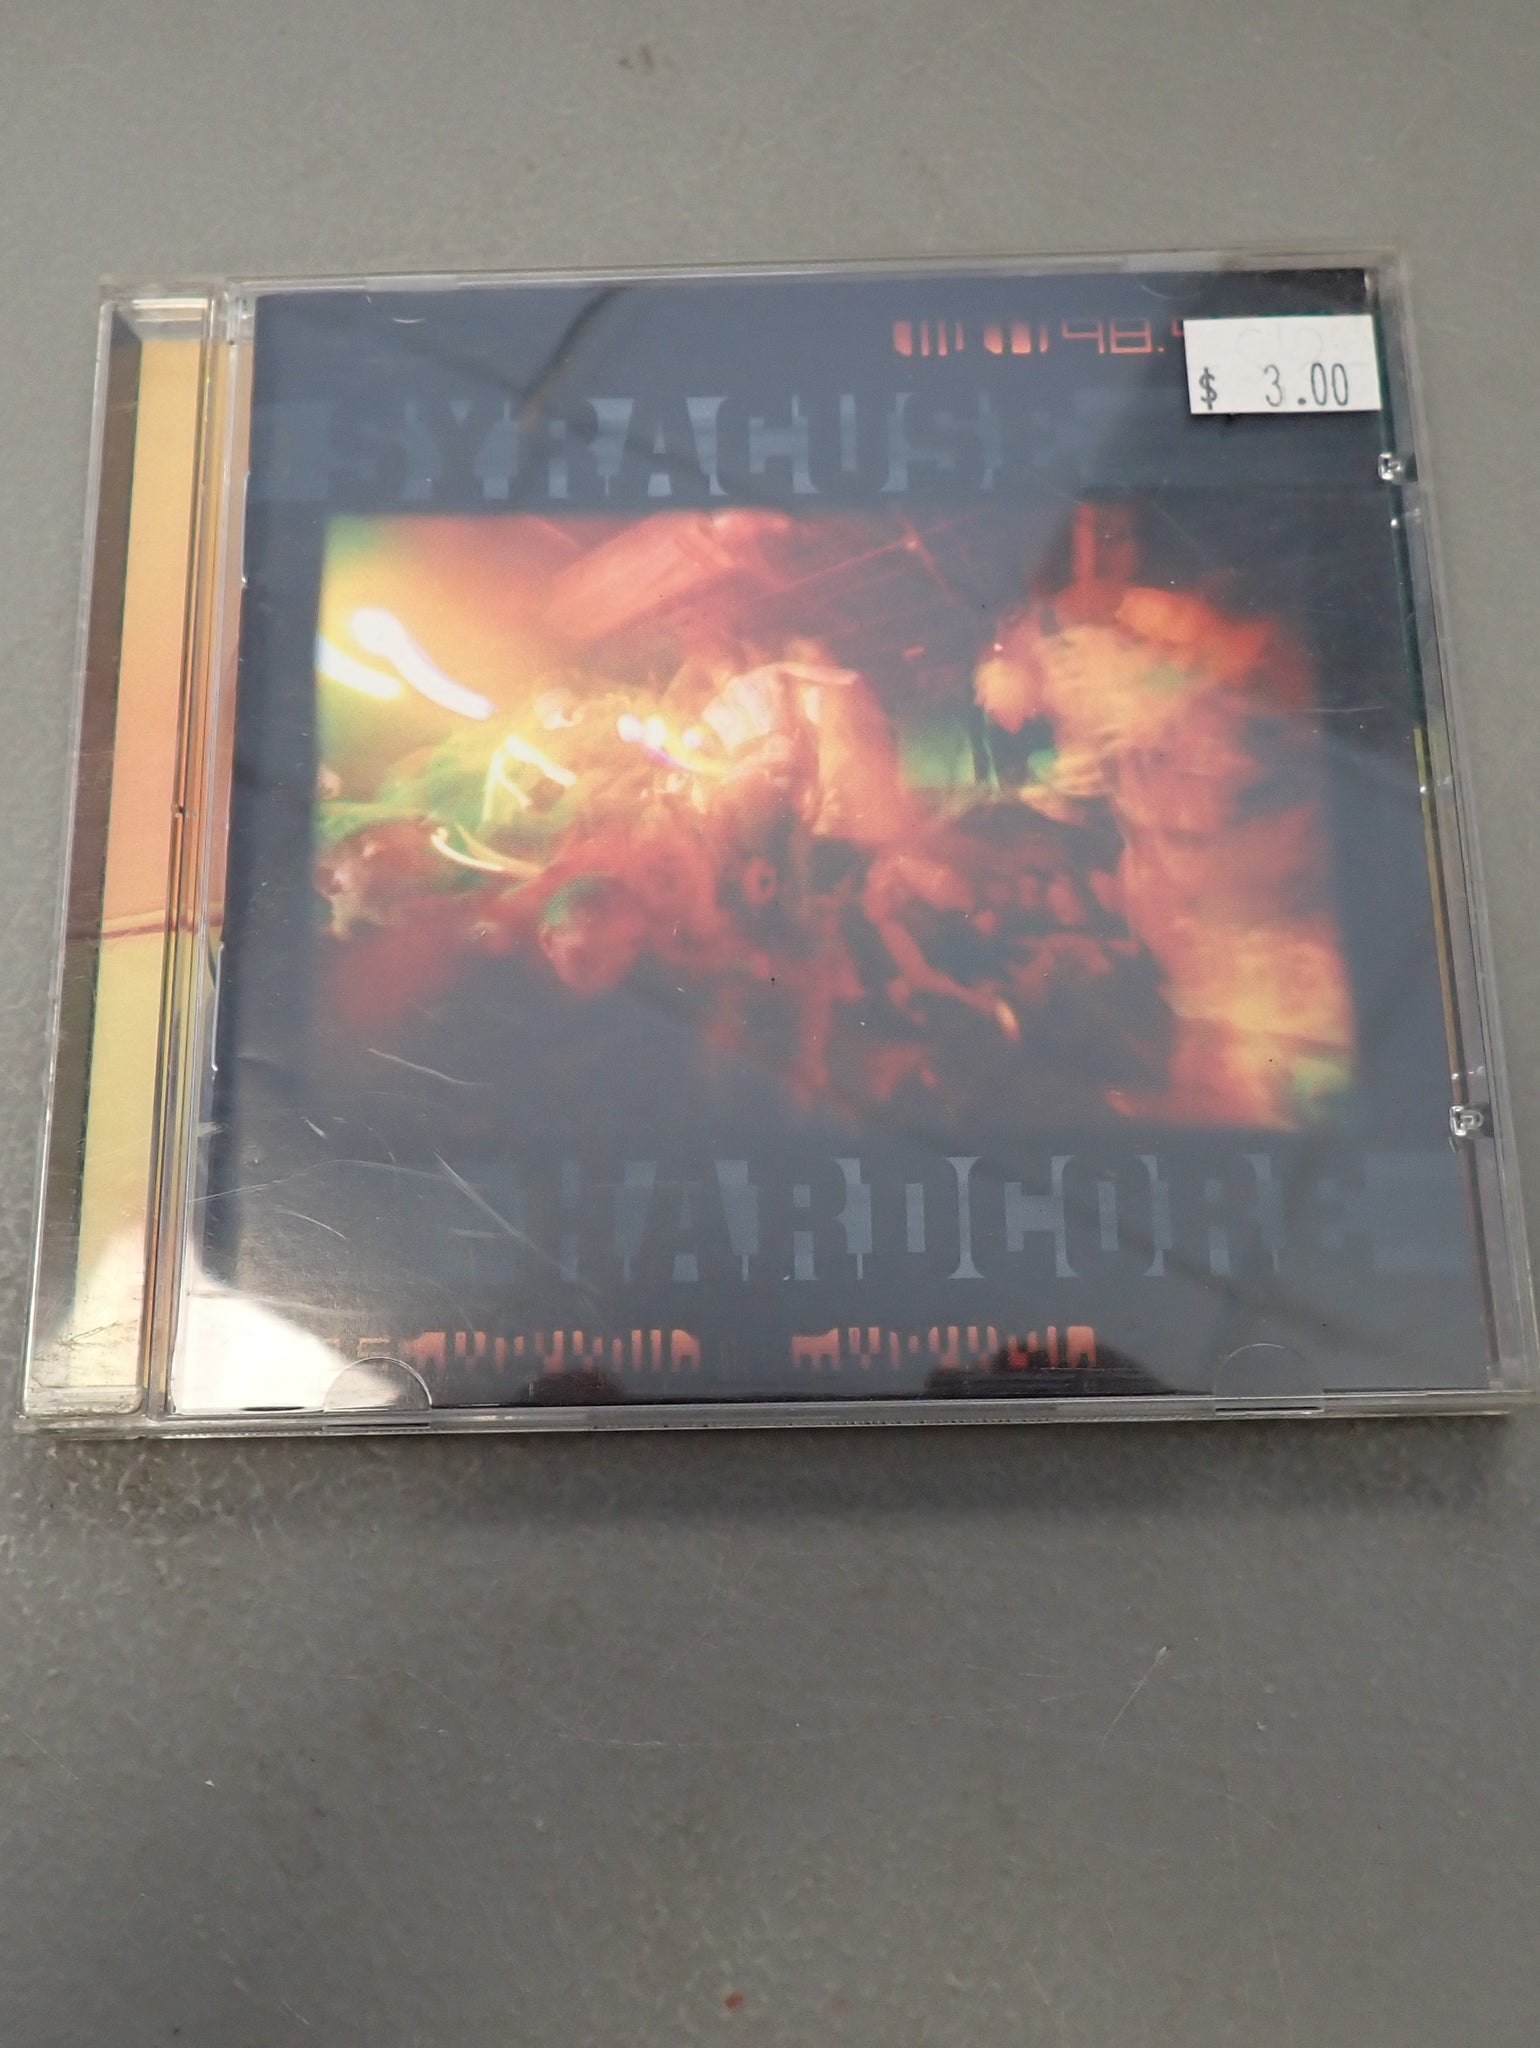 48.
$ 3.00
SYRACUSE
HARDCORE